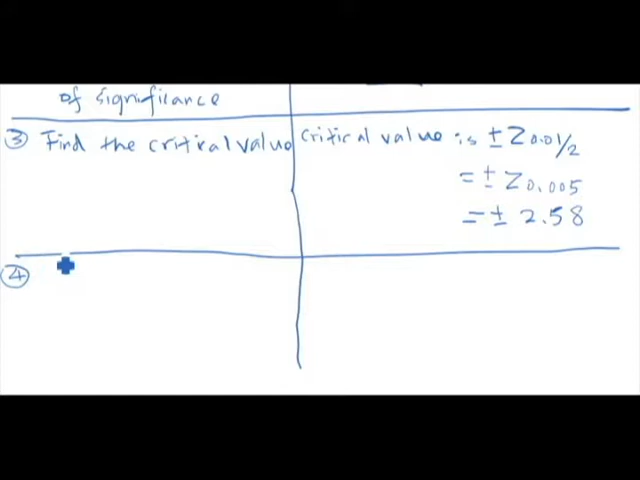 of significance
③ Find the critical value
critical value is ± Z0.01/2
= ± Z0.005
= ± 2.58
④